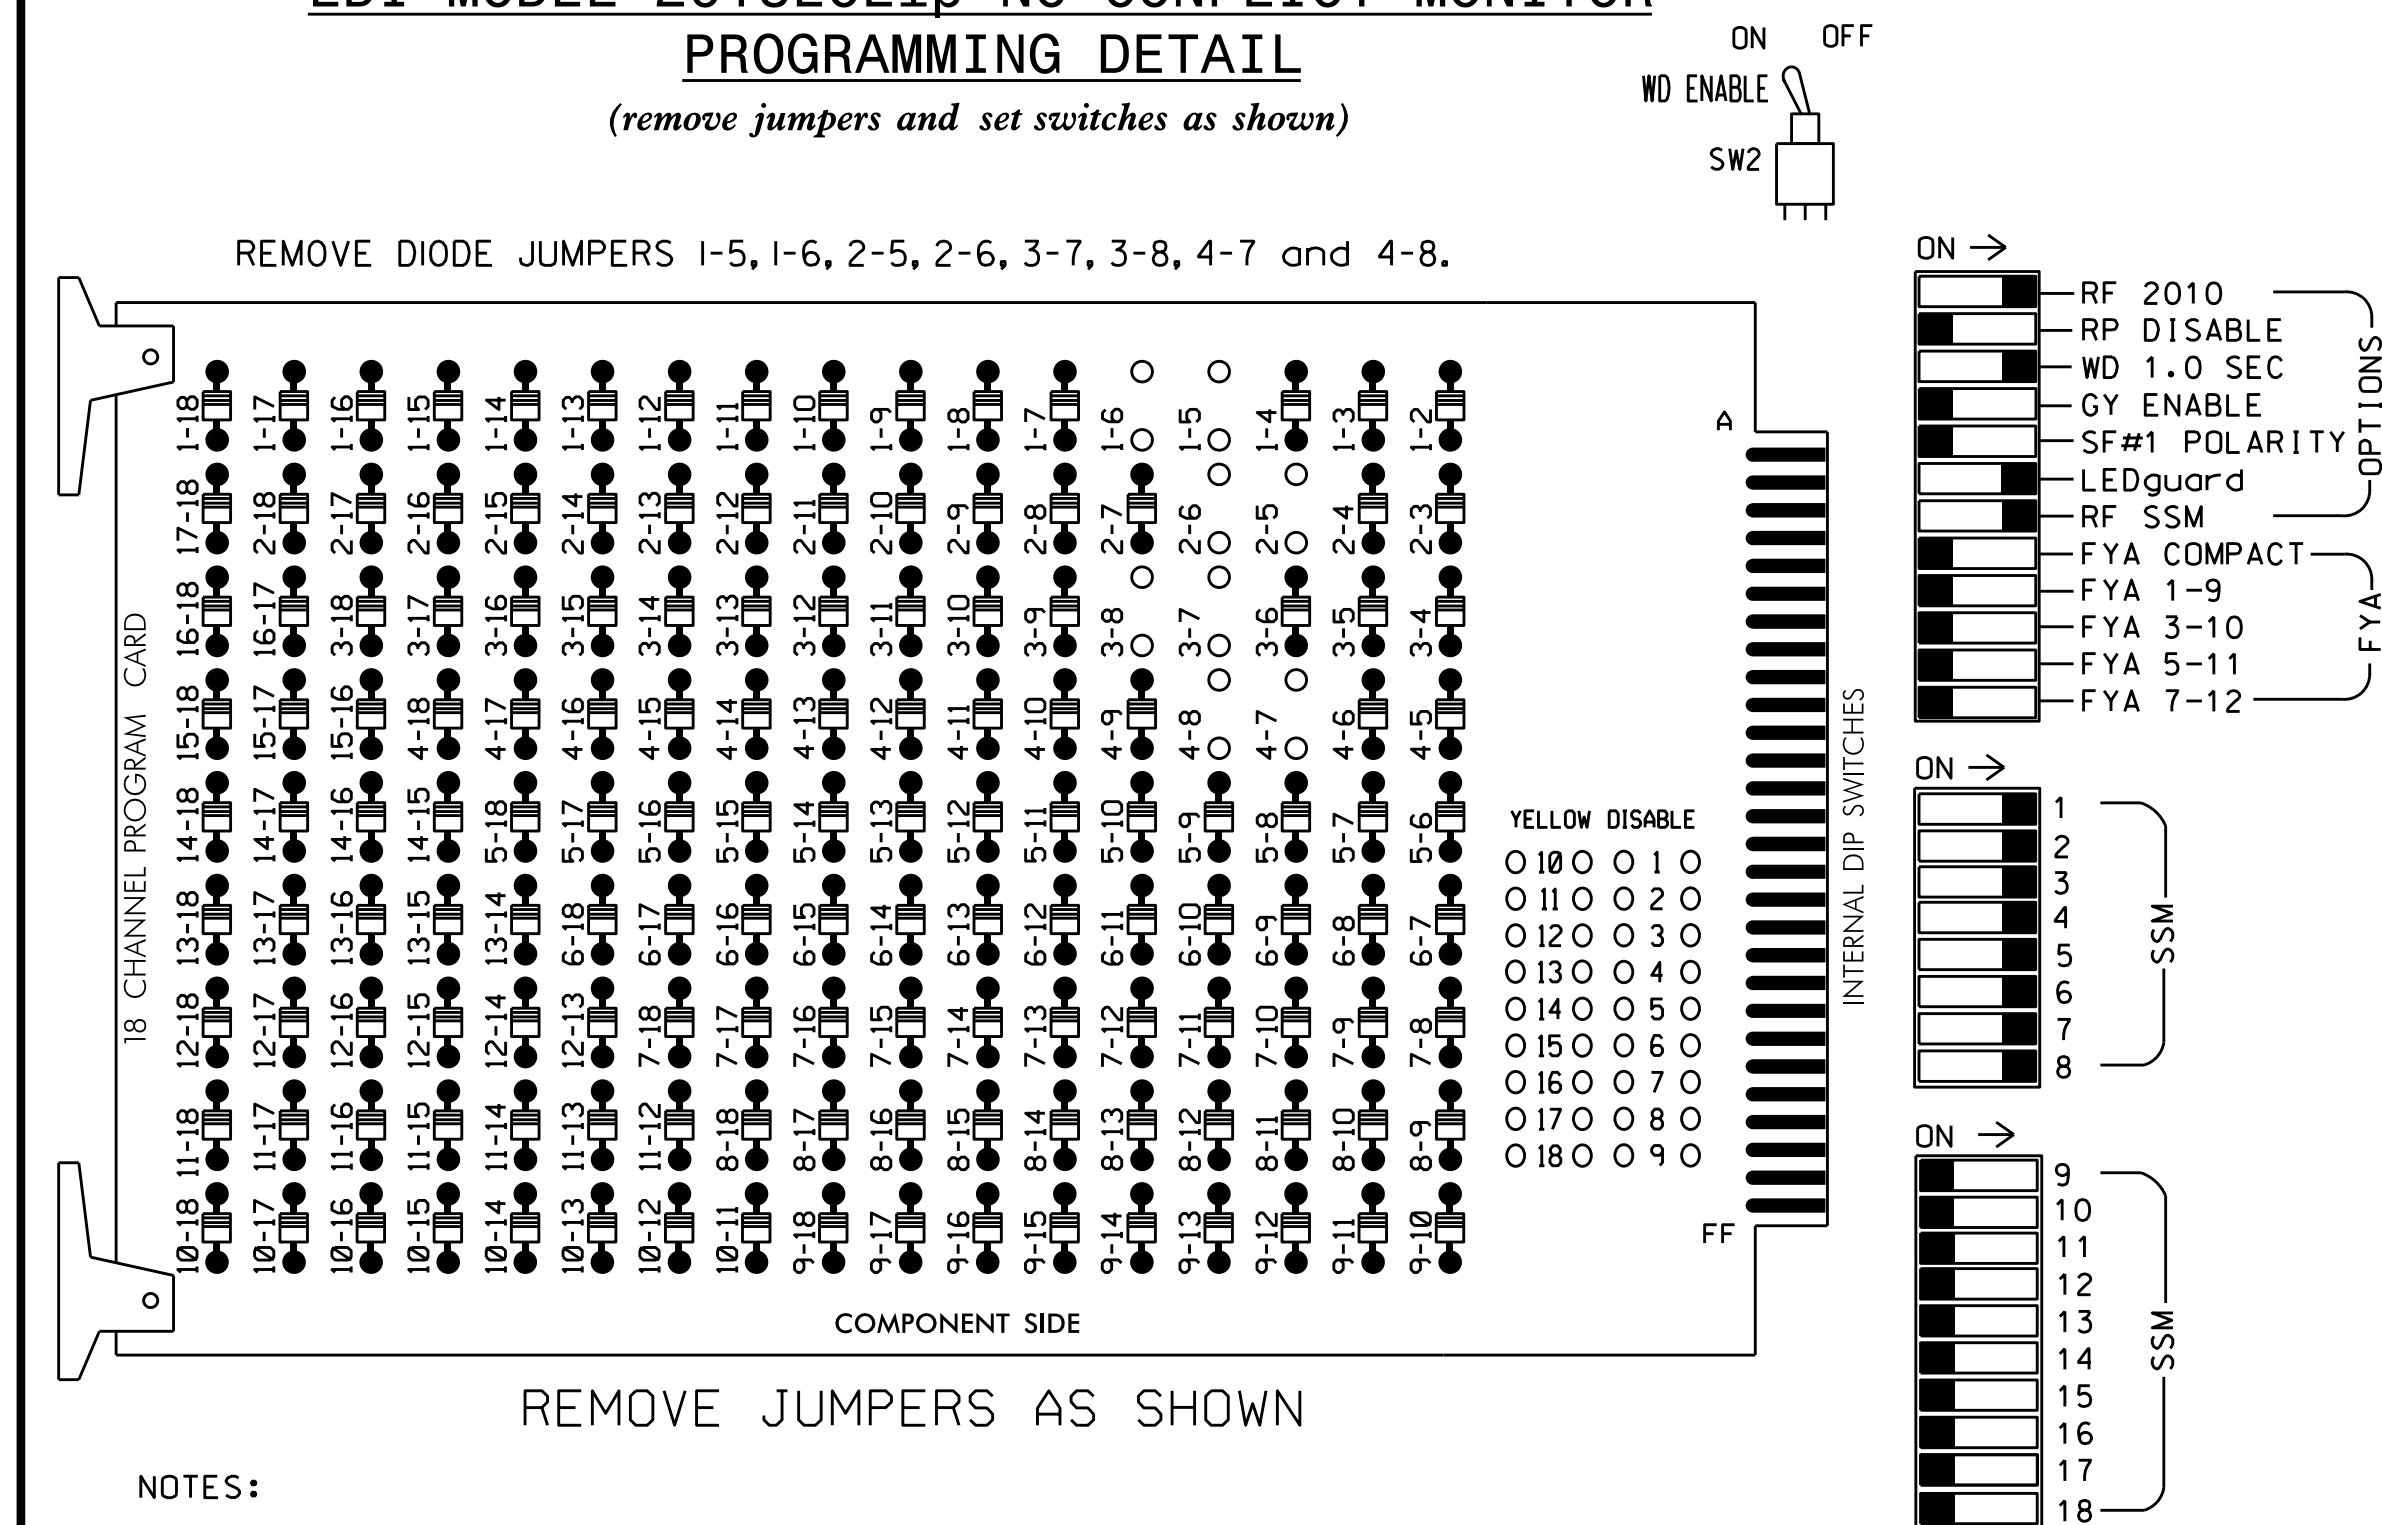 PROGRAMMING DETAIL
(remove jumpers and set switches as shown)
ON OFF
WD ENABLE
SW2
REMOVE DIODE JUMPERS 1-5, 1-6, 2-5, 2-6, 3-7, 3-8, 4-7 and 4-8.
18 CHANNEL PROGRAM CARD
1-18 1-17 1-16 1-15 1-14 1-13 1-12 1-11 1-10 1-9 1-8 1-7 1-6 1-5 1-4 1-3 1-2
17-18 2-18 2-17 2-16 2-15 2-14 2-13 2-12 2-11 2-10 2-9 2-8 2-7 2-6 2-5 2-4 2-3
16-18 16-17 3-18 3-17 3-16 3-15 3-14 3-13 3-12 3-11 3-10 3-9 3-8 3-7 3-6 3-5 3-4
15-18 15-17 15-16 4-18 4-17 4-16 4-15 4-14 4-13 4-12 4-11 4-10 4-9 4-8 4-7 4-6 4-5
14-18 14-17 14-16 14-15 5-18 5-17 5-16 5-15 5-14 5-13 5-12 5-11 5-10 5-9 5-8 5-7 5-6
13-18 13-17 13-16 13-15 13-14 6-18 6-17 6-16 6-15 6-14 6-13 6-12 6-11 6-10 6-9 6-8 6-7
12-18 12-17 12-16 12-15 12-14 12-13 7-18 7-17 7-16 7-15 7-14 7-13 7-12 7-11 7-10 7-9 7-8
11-18 11-17 11-16 11-15 11-14 11-13 11-12 8-18 8-17 8-16 8-15 8-14 8-13 8-12 8-11 8-10 8-9
10-18 10-17 10-16 10-15 10-14 10-13 10-12 10-11 9-18 9-17 9-16 9-15 9-14 9-13 9-12 9-11 9-10
A
YELLOW DISABLE
10 1
11 2
12 3
13 4
14 5
15 6
16 7
17 8
18 9
FF
COMPONENT SIDE
INTERNAL DIP SWITCHES
ON
RF 2010
RP DISABLE
WD 1.0 SEC
GY ENABLE
SF#1 POLARITY
LEDguard
RF SSM
OPTIONS
FYA COMPACT
FYA 1-9
FYA 3-10
FYA 5-11
FYA 7-12
FYA
ON
1
2
3
4
5
6
7
8
SSM
ON
9
10
11
12
13
14
15
16
17
18
SSM
REMOVE JUMPERS AS SHOWN
NOTES: